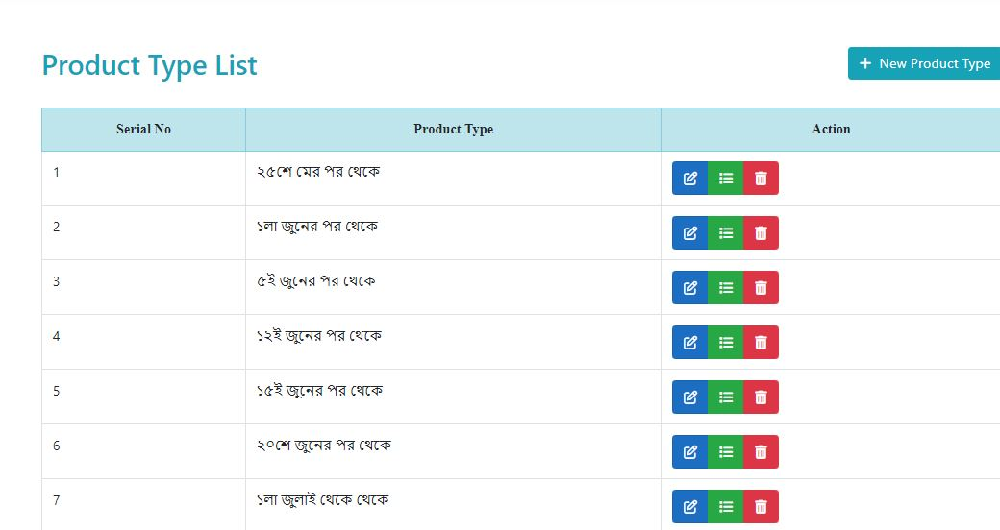 Product Type List
+ New Product Type
Serial No Product Type Action
1 ২৫শে মের পর থেকে
2 ১লা জুনের পর থেকে
3 ৫ই জুনের পর থেকে
4 ১২ই জুনের পর থেকে
5 ১৫ই জুনের পর থেকে
6 ২০শে জুনের পর থেকে
7 ১লা জুলাই থেকে থেকে